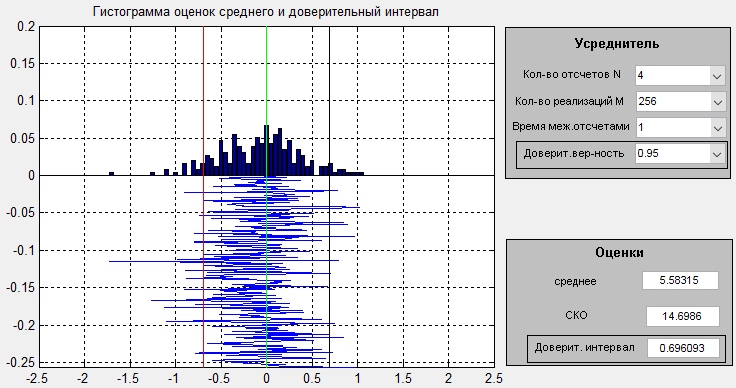 Гистограмма оценок среднего и доверительный интервал
0.2
0.15
0.1
0.05
0
-0.05
-0.1
-0.15
-0.2
-0.25
-2.5 -2 -1.5 -1 -0.5 0 0.5 1 1.5 2 2.5
Усреднитель
Кол-во отсчетов N 4
Кол-во реализаций M 256
Время меж.отсчетами 1
Доверит.вер-ность 0.95
Оценки
среднее 5.58315
СКО 14.6986
Доверит. интервал 0.696093